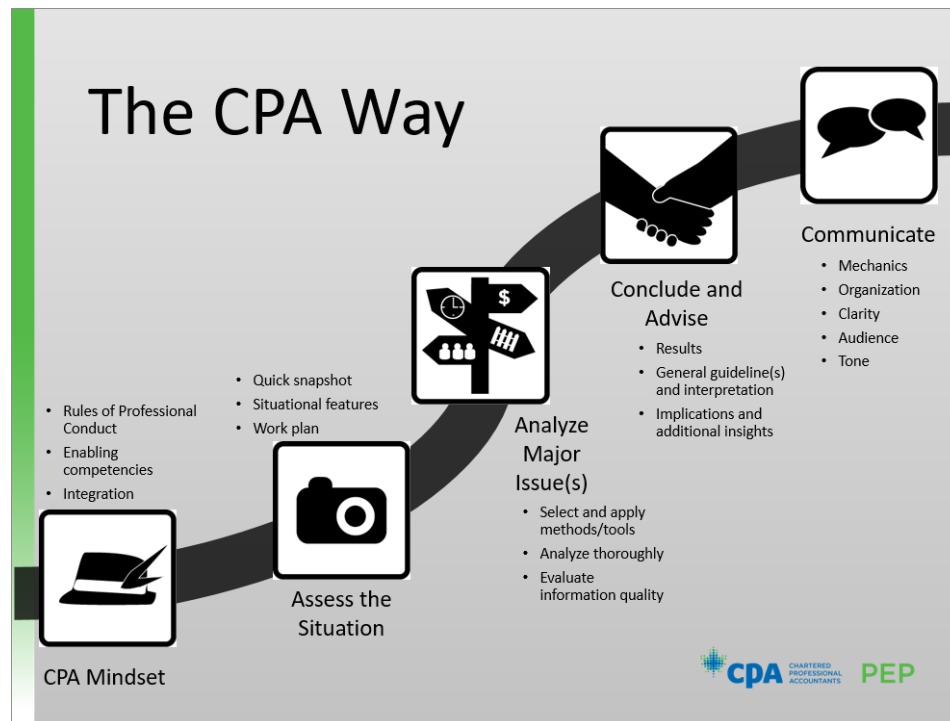 The CPA Way
• Rules of Professional
Conduct
• Enabling
competencies
• Integration
CPA Mindset
• Quick snapshot
• Situational features
• Work plan
Assess the
Situation
$
Analyze
Major
Issue(s)
• Select and apply
methods/tools
• Analyze thoroughly
• Evaluate
information quality
Conclude and
Advise
• Results
• General guideline(s)
and interpretation
• Implications and
additional insights
Communicate
• Mechanics
• Organization
• Clarity
• Audience
• Tone
CPA
CHARTERED
PROFESSIONAL
ACCOUNTANTS
PEP